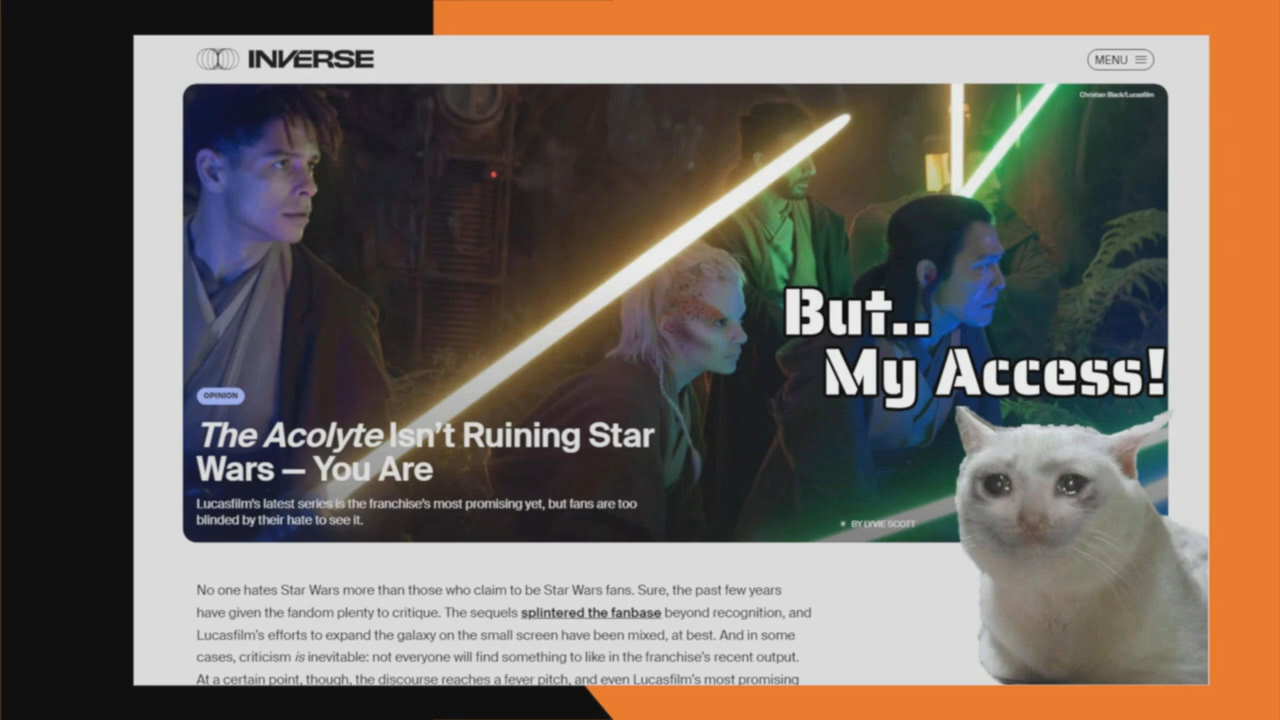 INVERSE
MENU
Christian Black/Lucasfilm
But..
My Access!
OPINION
The Acolyte Isn't Ruining Star
Wars — You Are
Lucasfilm's latest series is the franchise's most promising yet, but fans are too
blinded by their hate to see it.
BY LYVIE SCOTT
No one hates Star Wars more than those who claim to be Star Wars fans. Sure, the past few years
have given the fandom plenty to critique. The sequels splintered the fanbase beyond recognition, and
Lucasfilm's efforts to expand the galaxy on the small screen have been mixed, at best. And in some
cases, criticism is inevitable: not everyone will find something to like in the franchise's recent output.
At a certain point, though, the discourse reaches a fever pitch, and even Lucasfilm's most promising